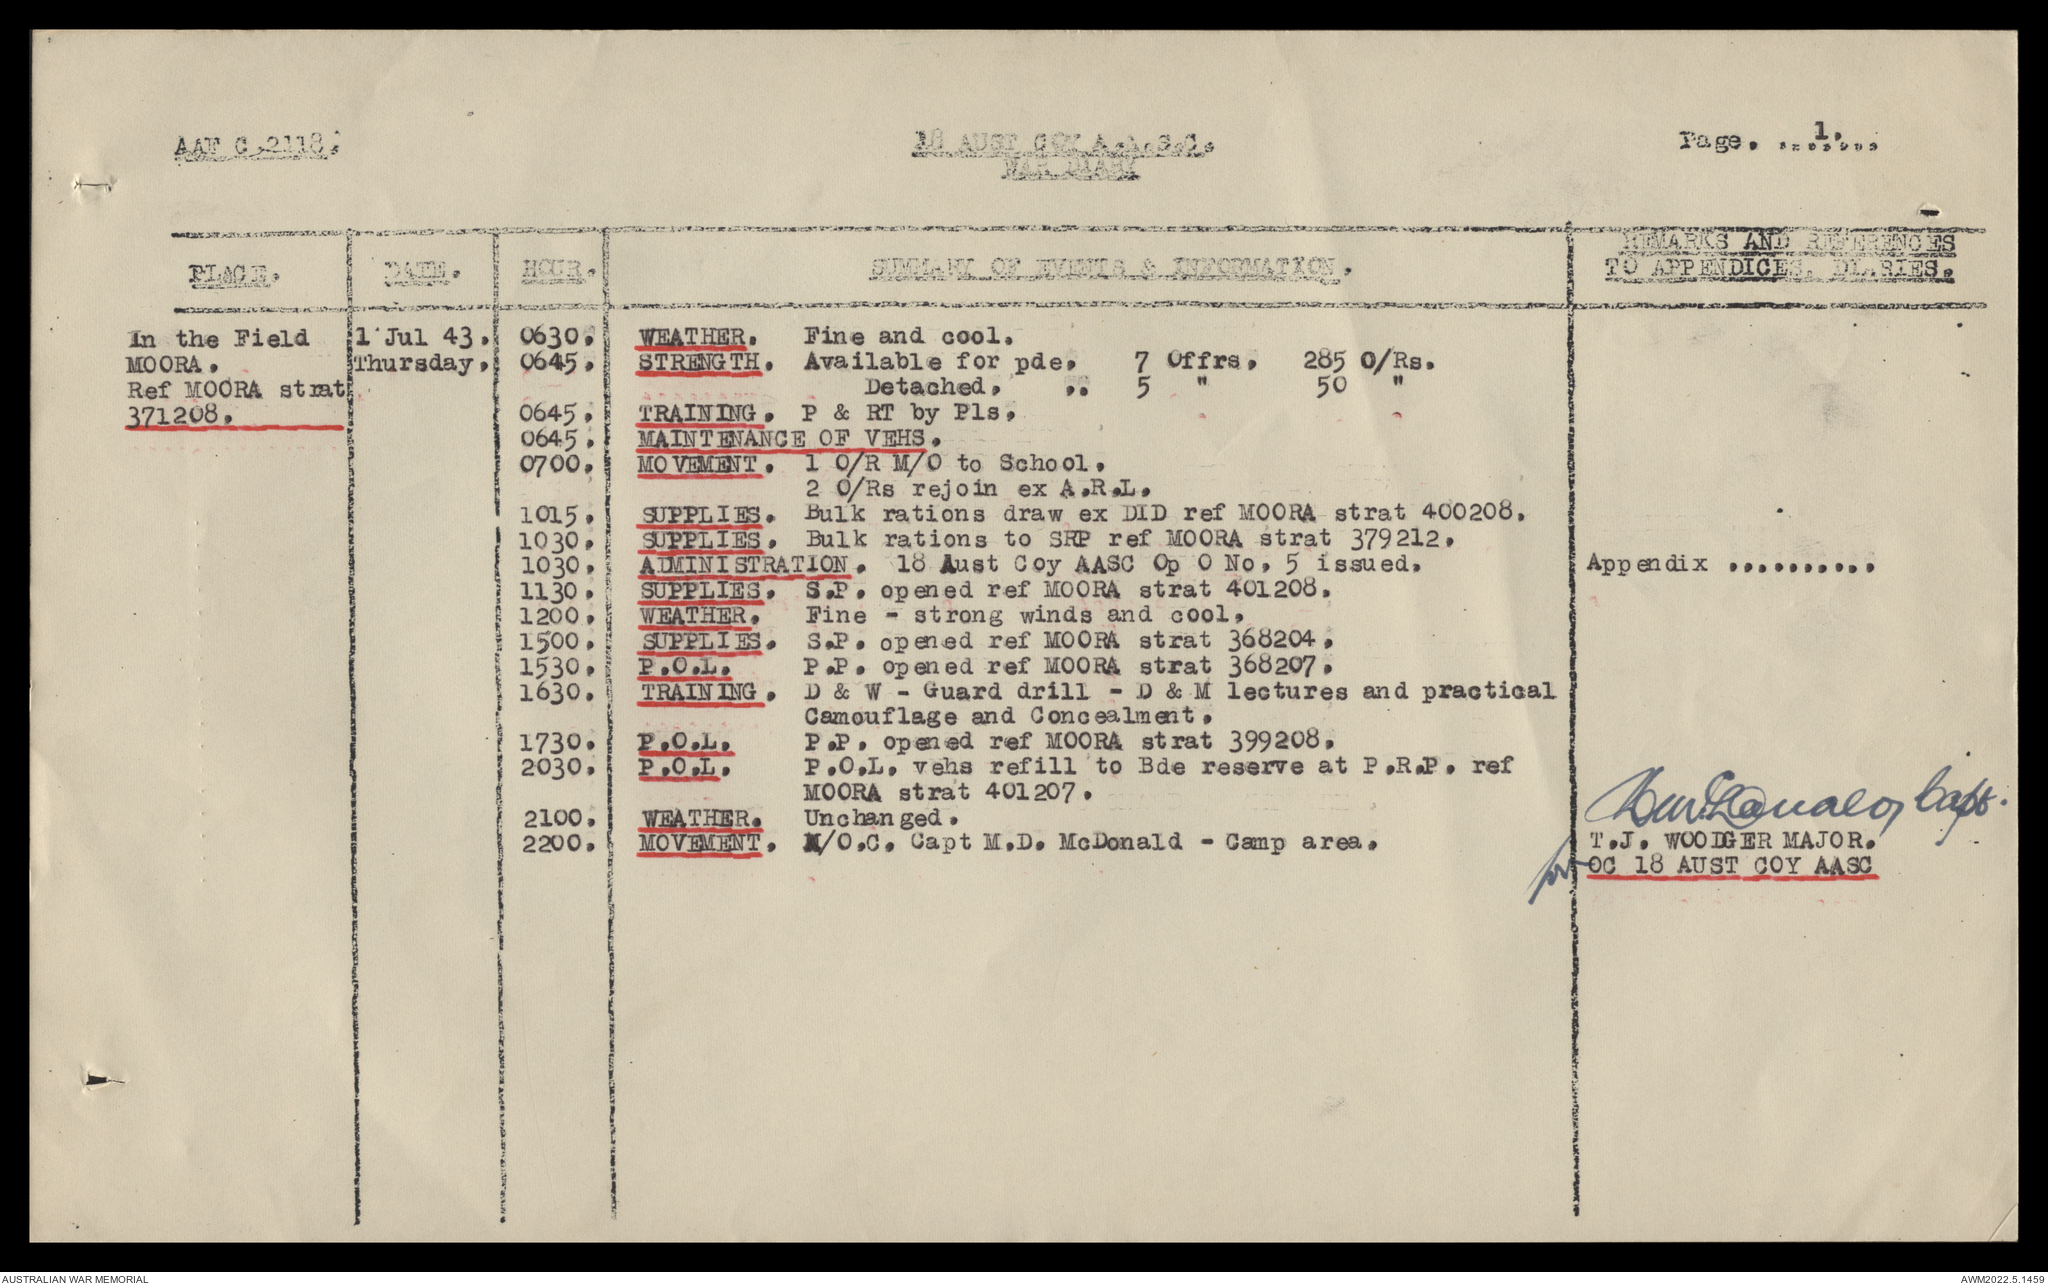 AAF C.2118.
18 AUST COY A.A.S.C.
WAR DIARY
Page. 1.
PLACE. DATE. HOUR. SUMMARY OF EVENTS & INFORMATION. REMARKS AND REFERENCES
TO APPENDICES. DIARIES.
In the Field 1 Jul 43. 0630. WEATHER. Fine and cool.
MOORA. Thursday. 0645. STRENGTH. Available for pde. 7 Offrs. 285 O/Rs.
Ref MOORA strat Detached. .. 5 " 50 "
371208. 0645. TRAINING. P & RT by Pls.
0645. MAINTENANCE OF VEHS.
0700. MOVEMENT. 1 O/R M/O to School.
2 O/Rs rejoin ex A.R.L.
1015. SUPPLIES. Bulk rations draw ex DID ref MOORA strat 400208.
1030. SUPPLIES. Bulk rations to SRP ref MOORA strat 379212.
1030. ADMINISTRATION. 18 Aust Coy AASC Op O No. 5 issued. Appendix ..........
1130. SUPPLIES. S.P. opened ref MOORA strat 401208.
1200. WEATHER. Fine - strong winds and cool.
1500. SUPPLIES. S.P. opened ref MOORA strat 368204.
1530. P.O.L. P.P. opened ref MOORA strat 368207.
1630. TRAINING. D & W - Guard drill - D & M lectures and practical
Camouflage and Concealment.
1730. P.O.L. P.P. opened ref MOORA strat 399208.
2030. P.O.L. P.O.L. vehs refill to Bde reserve at P.R.P. ref
MOORA strat 401207.
2100. WEATHER. Unchanged.
2200. MOVEMENT. M/O.C. Capt M.D. McDonald - Camp area.
Capt.
T.J. WOODGER MAJOR.
for OC 18 AUST COY AASC
AUSTRALIAN WAR MEMORIAL
AWM2022.5.1459